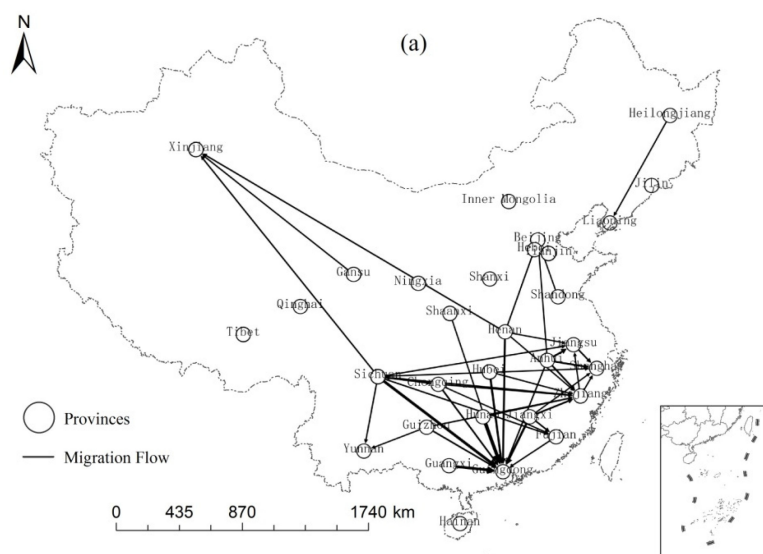 N
(a)
Heilongjiang
Xinjiang
Jilin
Inner Mongolia
Liaoning
Beijing
Hebei
Tianjin
Gansu
Ningxia
Shanxi
Shandong
Qinghai
Shaanxi
Tibet
Henan
Jiangsu
Anhui
Shanghai
Sichuan
Hubei
Chongqing
Zhejiang
Hunan
Jiangxi
Provinces
Guizhou
Fujian
Yunnan
Migration Flow
Guangxi
Guangdong
0 435 870 1740 km
Hainan